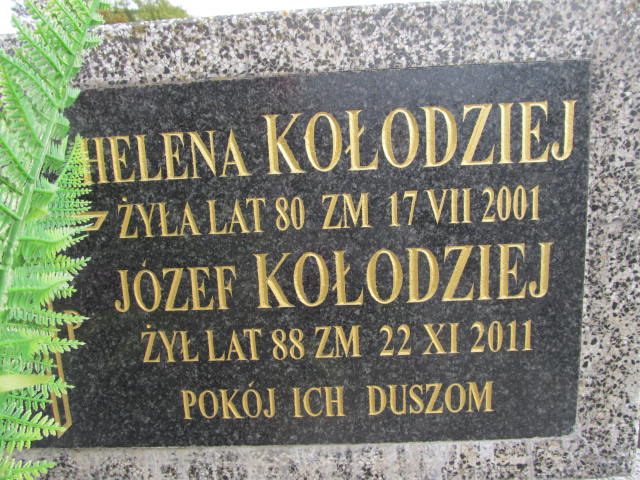 HELENA KOŁODZIEJ
ŻYŁA LAT 80 ZM 17 VII 2001
JÓZEF KOŁODZIEJ
ŻYŁ LAT 88 ZM 22 XI 2011
POKÓJ ICH DUSZOM